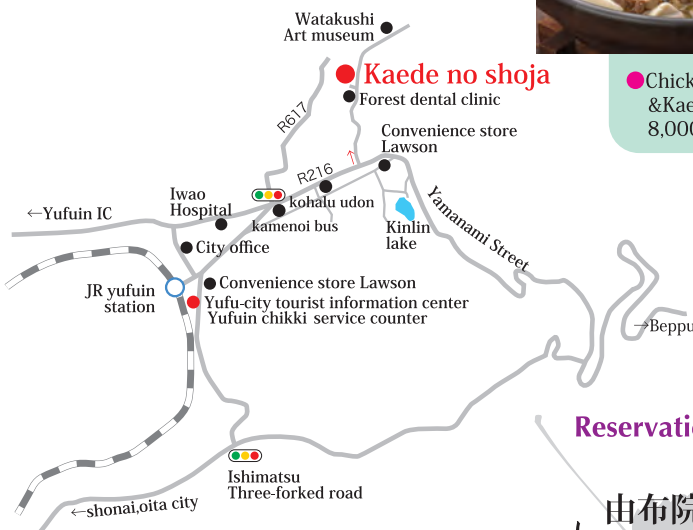 Watakushi
Art museum
Kaede no shoja
Forest dental clinic
R617
Convenience store
Lawson
R216
Iwao
Hospital
kohalu udon
kamenoi bus
←Yufuin IC
City office
Kinlin
lake
Yamanami Street
JR yufuin
station
Convenience store Lawson
Yufu-city tourist information center
Yufuin chikki service counter
→Beppu
Ishimatsu
Three-forked road
←shonai,oita city
Chick
&Kae
8,000
Reservati
由布院